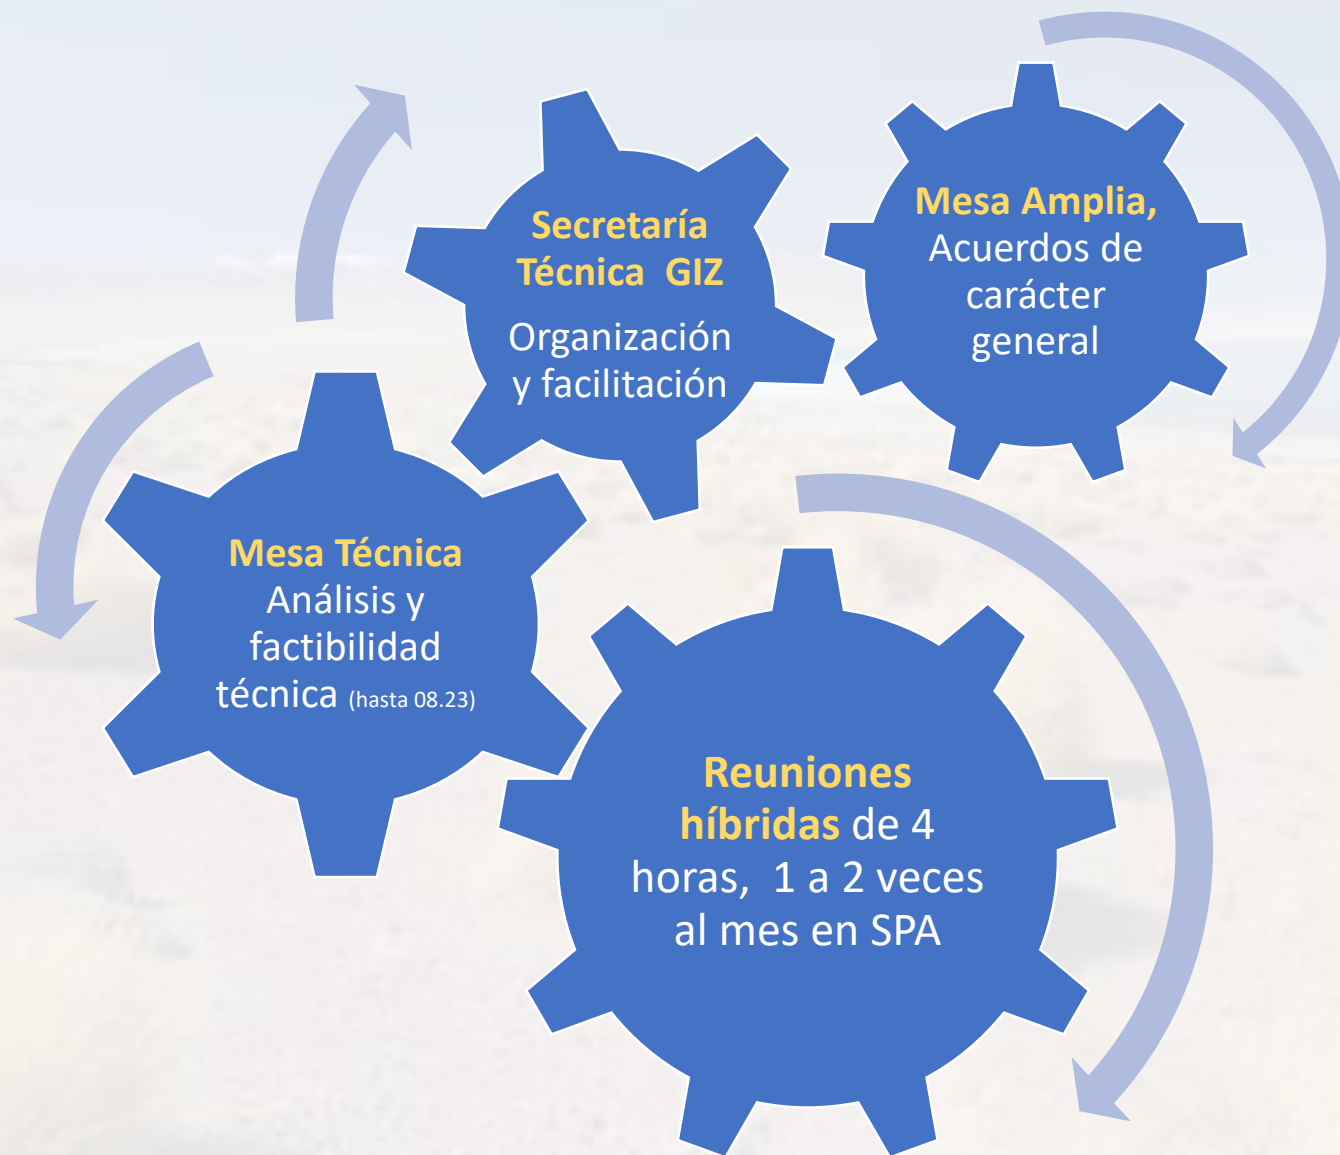 Secretaría
Técnica  GIZ
Organización
y facilitación
Mesa Amplia,
Acuerdos de
carácter
general
Mesa Técnica
Análisis y
factibilidad
técnica (hasta 08.23)
Reuniones
híbridas de 4
horas,  1 a 2 veces
al mes en SPA